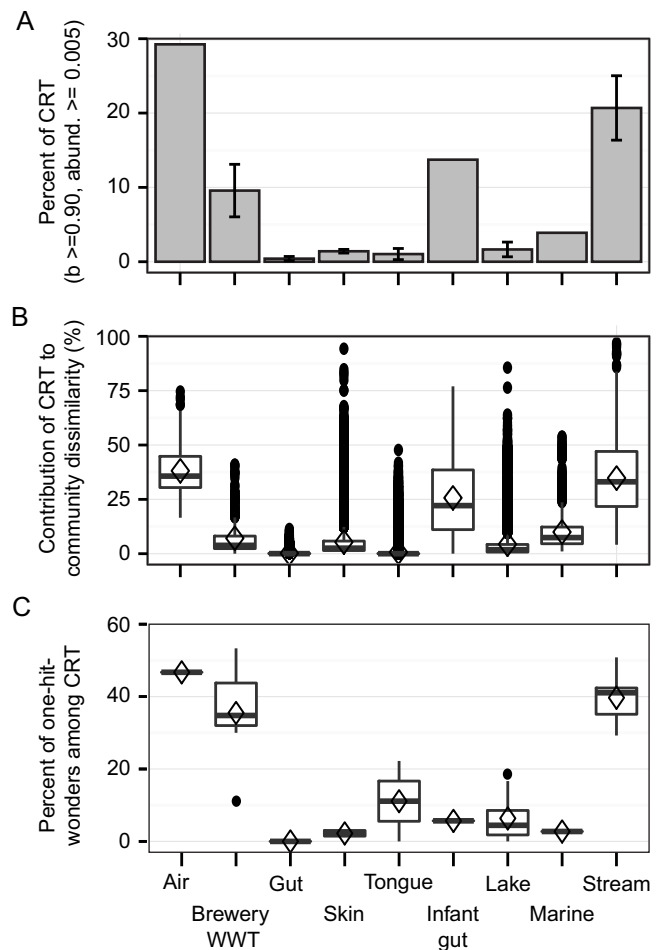 A
Percent of CRT
(b >=0.90, abund. >= 0.005)
30
20
10
0
B
Contribution of CRT to
community dissimilarity (%)
100
75
50
25
0
C
Percent of one-hit-
wonders among CRT
60
40
20
0
Air
Gut
Tongue
Lake
Stream
Brewery
WWT
Skin
Infant
gut
Marine